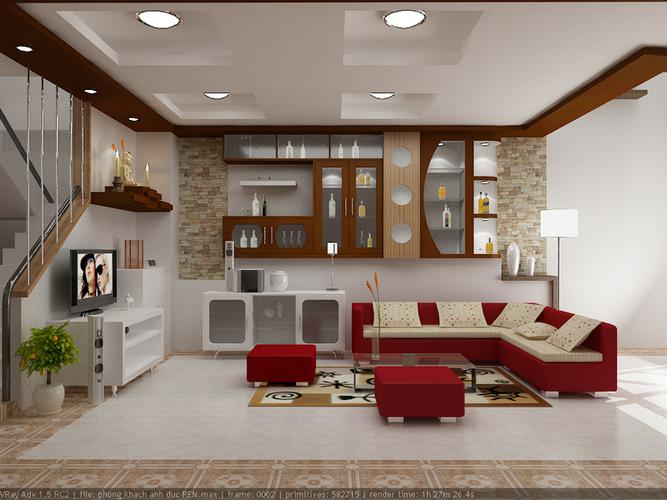 VRay Adv 1.5 RC2 | file: phong khach anh duc REN.max | frame: 0002 | primitives: 582715 | render time: 1h 27m 26.4s